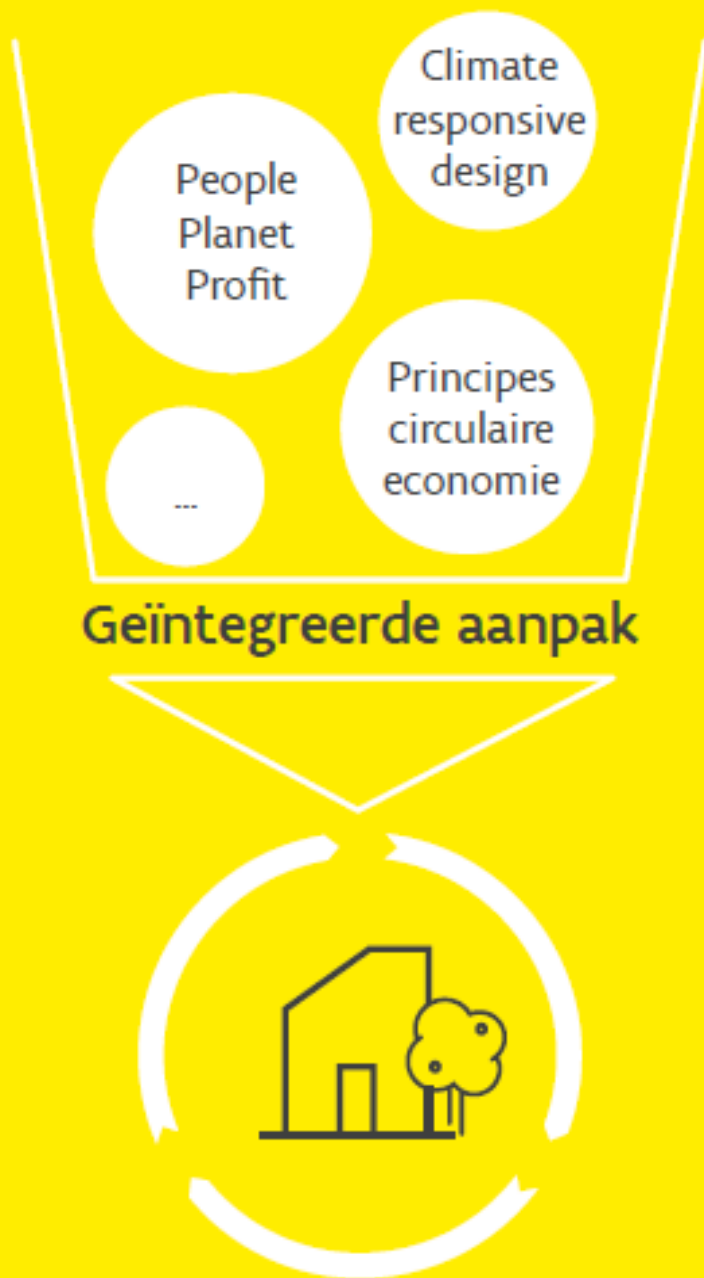 Climate
responsive
design
People
Planet
Profit
Principes
circulaire
economie
...
Geïntegreerde aanpak